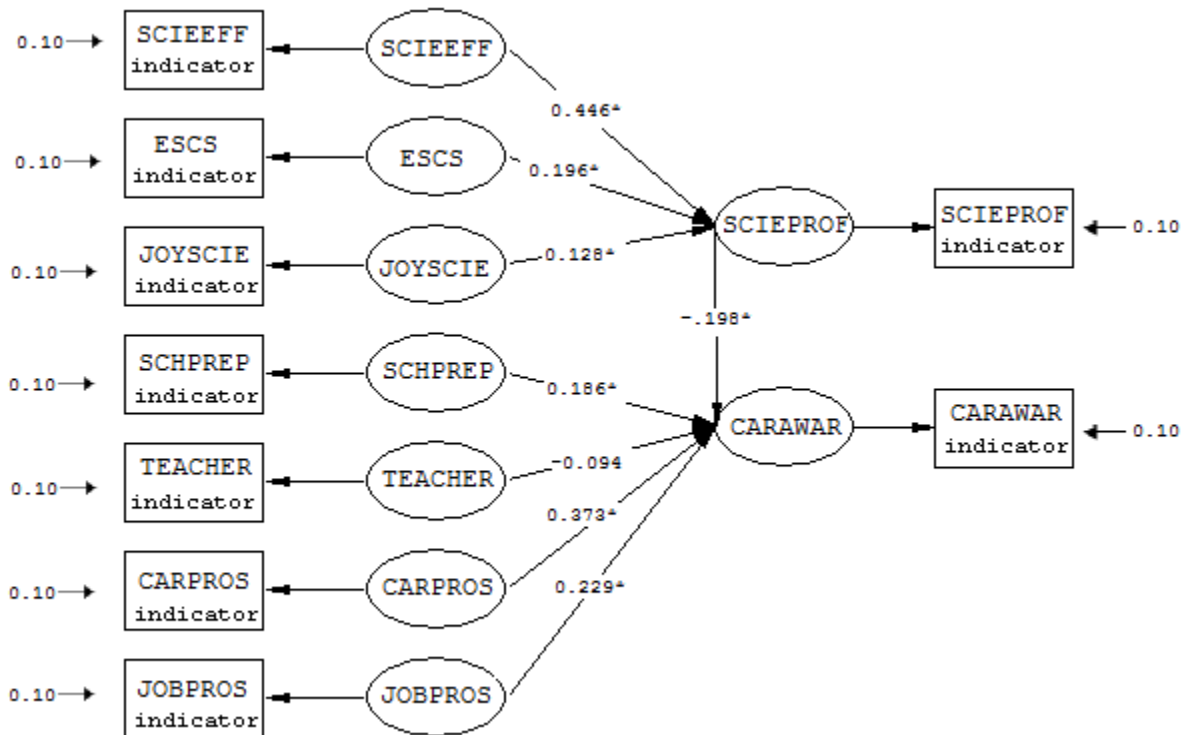 SCIEEFF
indicator
0.10
SCIEEFF
0.446*
ESCS
indicator
0.10
ESCS
0.196*
JOYSCIE
indicator
0.10
JOYSCIE
0.128*
SCIEPROF
SCIEPROF
indicator
0.10
-.198*
SCHPREP
indicator
0.10
SCHPREP
0.186*
CARAWAR
CARAWAR
indicator
0.10
TEACHER
indicator
0.10
TEACHER
-0.094
CARPROS
indicator
0.10
CARPROS
0.373*
JOBPROS
indicator
0.10
JOBPROS
0.229*